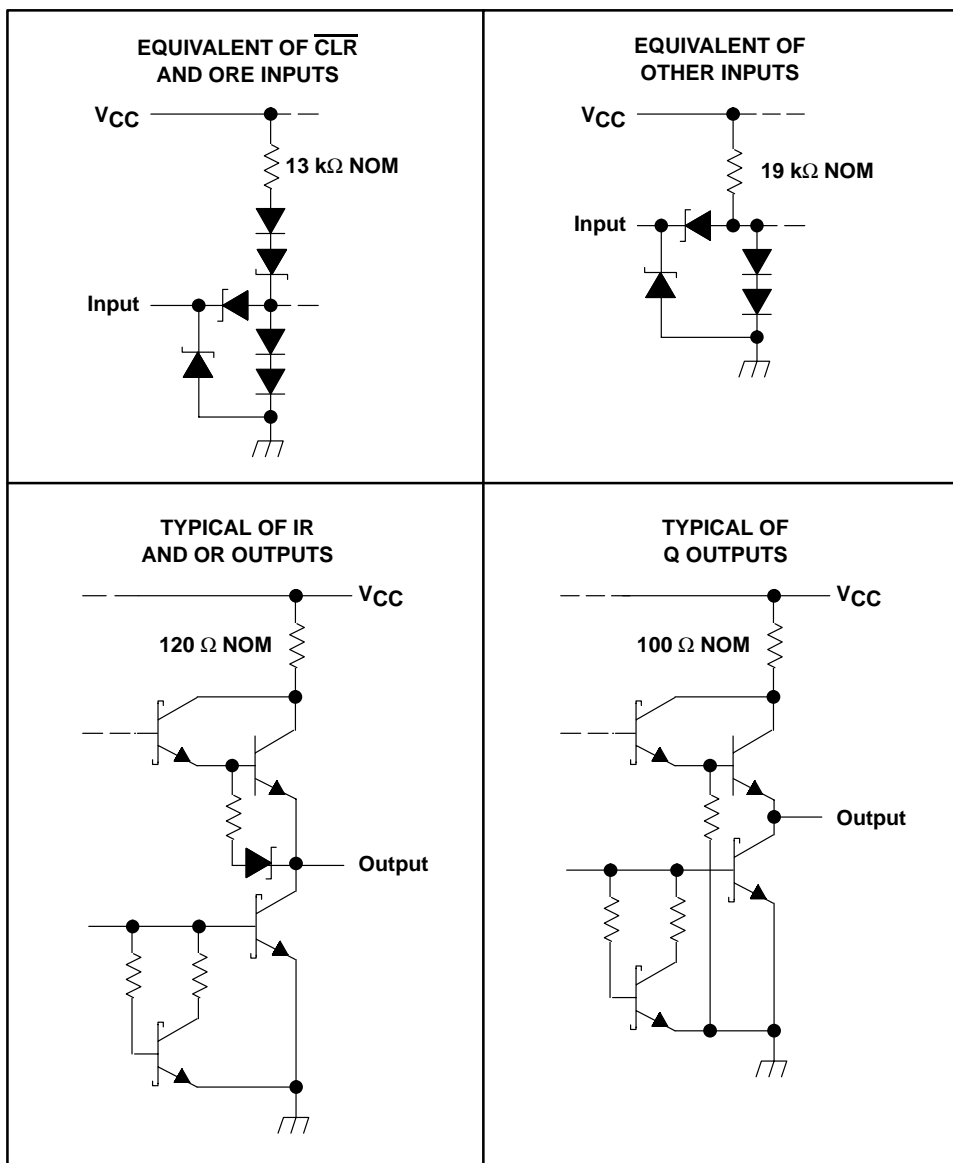 EQUIVALENT OF CLR
AND ORE INPUTS
VCC
13 kΩ NOM
Input
EQUIVALENT OF
OTHER INPUTS
VCC
19 kΩ NOM
Input
TYPICAL OF IR
AND OR OUTPUTS
VCC
120 Ω NOM
Output
TYPICAL OF
Q OUTPUTS
VCC
100 Ω NOM
Output